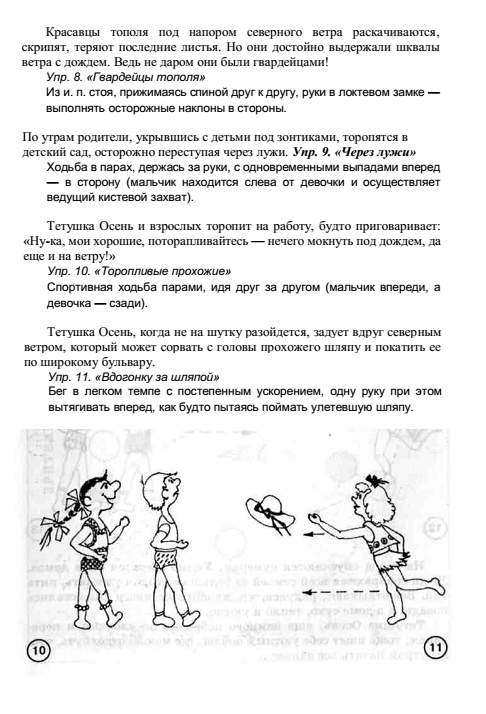 Красавцы тополя под напором северного ветра раскачиваются,
скрипят, теряют последние листья. Но они достойно выдержали шквалы
ветра с дождем. Ведь не даром они были гвардейцами!
Упр. 8. «Гвардейцы тополя»
Из и. п. стоя, прижимаясь спиной друг к другу, руки в локтевом замке —
выполнять осторожные наклоны в стороны.
По утрам родители, укрывшись с детьми под зонтиками, торопятся в
детский сад, осторожно переступая через лужи. Упр. 9. «Через лужи»
Ходьба в парах, держась за руки, с одновременными выпадами вперед
— в сторону (мальчик находится слева от девочки и осуществляет
ведущий кистевой захват).
Тетушка Осень и взрослых торопит на работу, будто приговаривает:
«Ну-ка, мои хорошие, поторапливайтесь — нечего мокнуть под дождем, да
еще и на ветру!»
Упр. 10. «Торопливые прохожие»
Спортивная ходьба парами, идя друг за другом (мальчик впереди, а
девочка — сзади).
Тетушка Осень, когда не на шутку разойдется, задует вдруг северным
ветром, который может сорвать с головы прохожего шляпу и покатить ее
по широкому бульвару.
Упр. 11. «Вдогонку за шляпой»
Бег в легком темпе с постепенным ускорением, одну руку при этом
вытягивать вперед, как будто пытаясь поймать улетевшую шляпу.
10
11